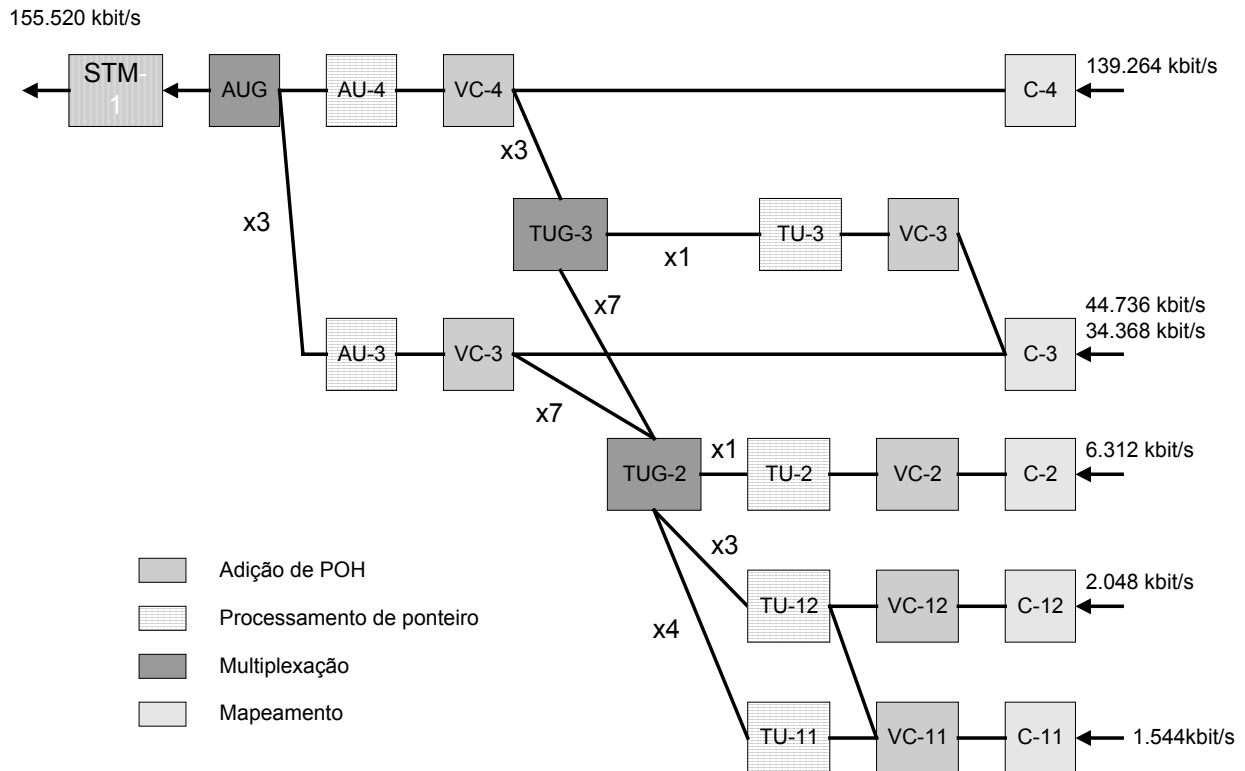 155.520 kbit/s
STM-1
AUG
AU-4
VC-4
C-4
139.264 kbit/s
x3
x3
TUG-3
x1
TU-3
VC-3
x7
44.736 kbit/s
34.368 kbit/s
AU-3
VC-3
C-3
x7
TUG-2
x1
TU-2
VC-2
C-2
6.312 kbit/s
x3
x4
TU-12
VC-12
C-12
2.048 kbit/s
TU-11
VC-11
C-11
1.544kbit/s
Adição de POH
Processamento de ponteiro
Multiplexação
Mapeamento